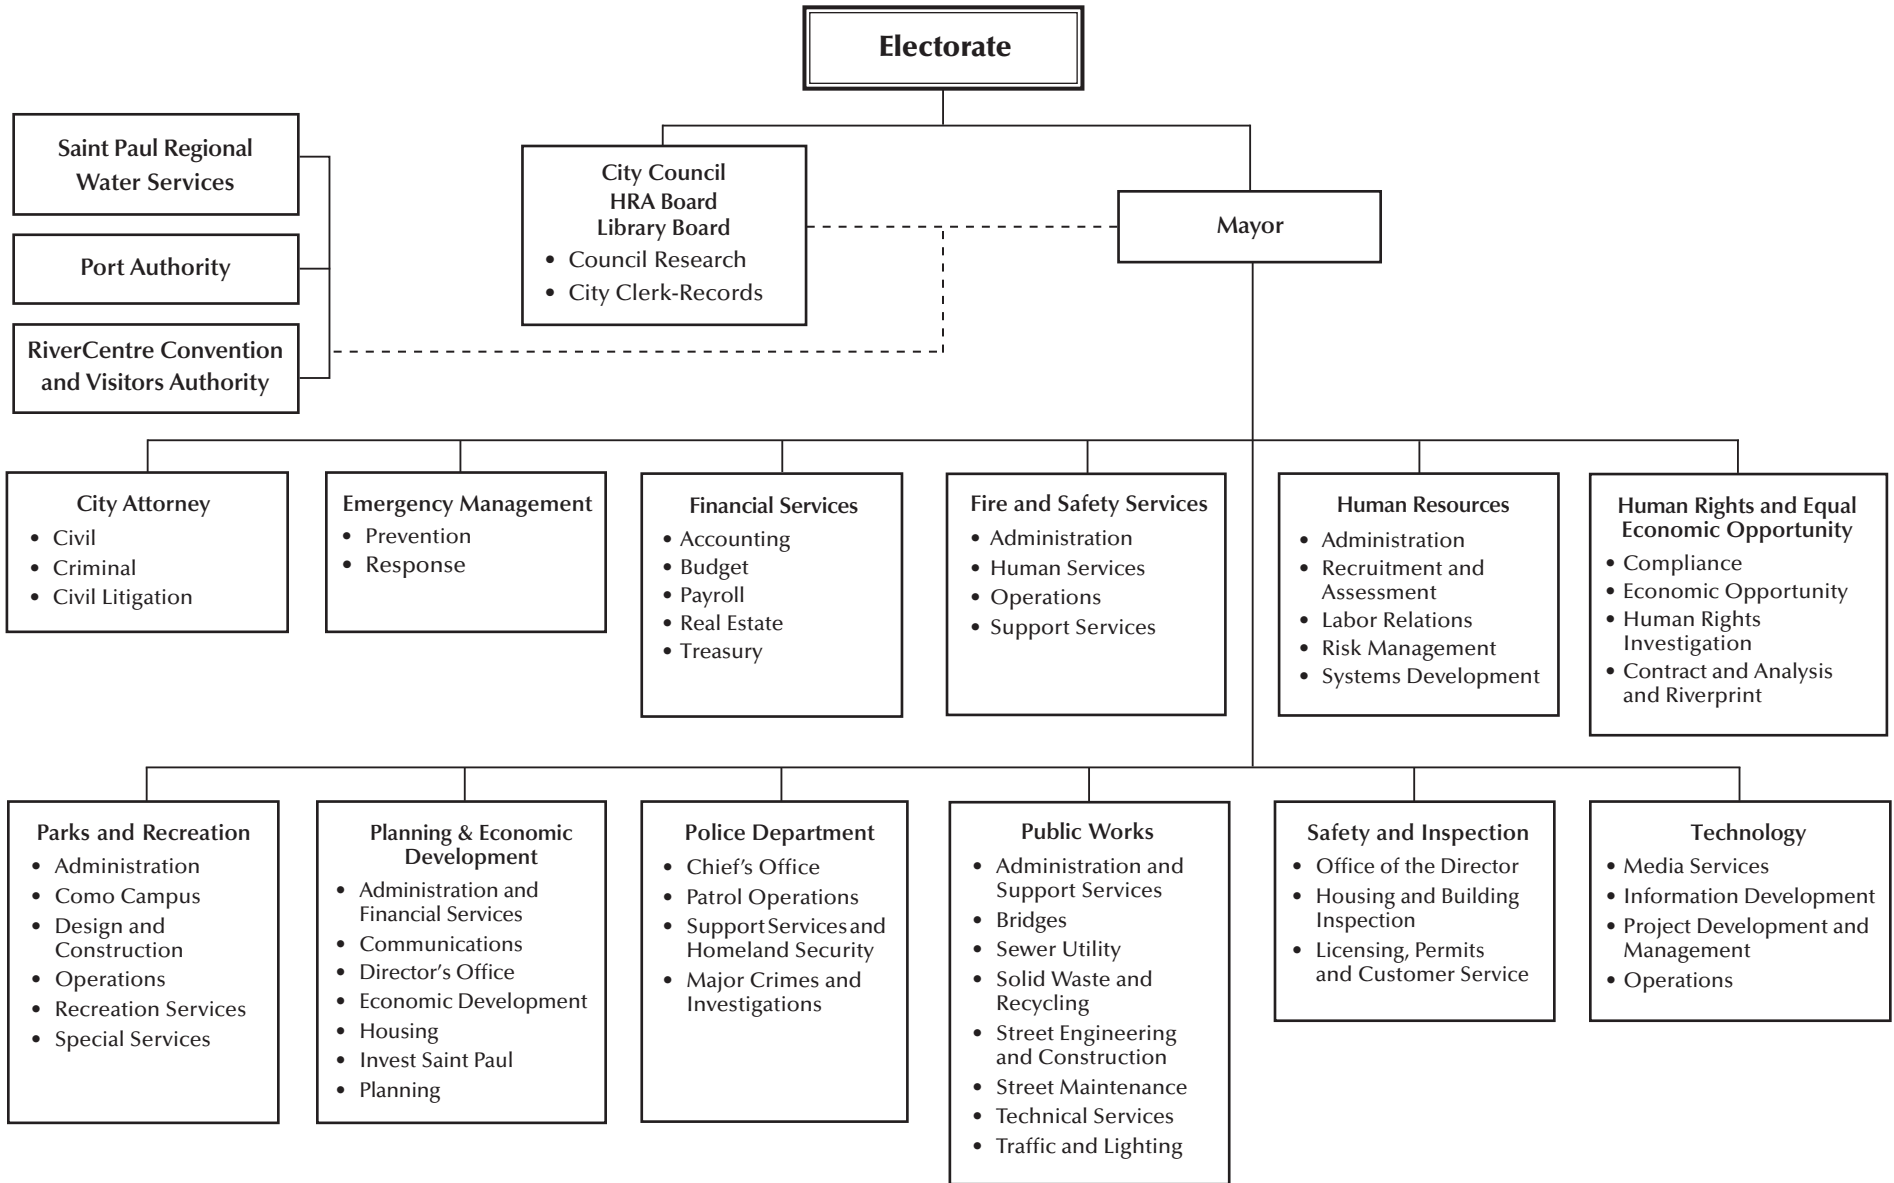 Electorate
Saint Paul Regional
Water Services
Port Authority
RiverCentre Convention
and Visitors Authority
City Council
HRA Board
Library Board
• Council Research
• City Clerk-Records
Mayor
City Attorney
• Civil
• Criminal
• Civil Litigation
Emergency Management
• Prevention
• Response
Financial Services
• Accounting
• Budget
• Payroll
• Real Estate
• Treasury
Fire and Safety Services
• Administration
• Human Services
• Operations
• Support Services
Human Resources
• Administration
• Recruitment and
Assessment
• Labor Relations
• Risk Management
• Systems Development
Human Rights and Equal
Economic Opportunity
• Compliance
• Economic Opportunity
• Human Rights
Investigation
• Contract and Analysis
and Riverprint
Parks and Recreation
• Administration
• Como Campus
• Design and
Construction
• Operations
• Recreation Services
• Special Services
Planning & Economic
Development
• Administration and
Financial Services
• Communications
• Director’s Office
• Economic Development
• Housing
• Invest Saint Paul
• Planning
Police Department
• Chief’s Office
• Patrol Operations
• Support Services and
Homeland Security
• Major Crimes and
Investigations
Public Works
• Administration and
Support Services
• Bridges
• Sewer Utility
• Solid Waste and
Recycling
• Street Engineering
and Construction
• Street Maintenance
• Technical Services
• Traffic and Lighting
Safety and Inspection
• Office of the Director
• Housing and Building
Inspection
• Licensing, Permits
and Customer Service
Technology
• Media Services
• Information Development
• Project Development and
Management
• Operations